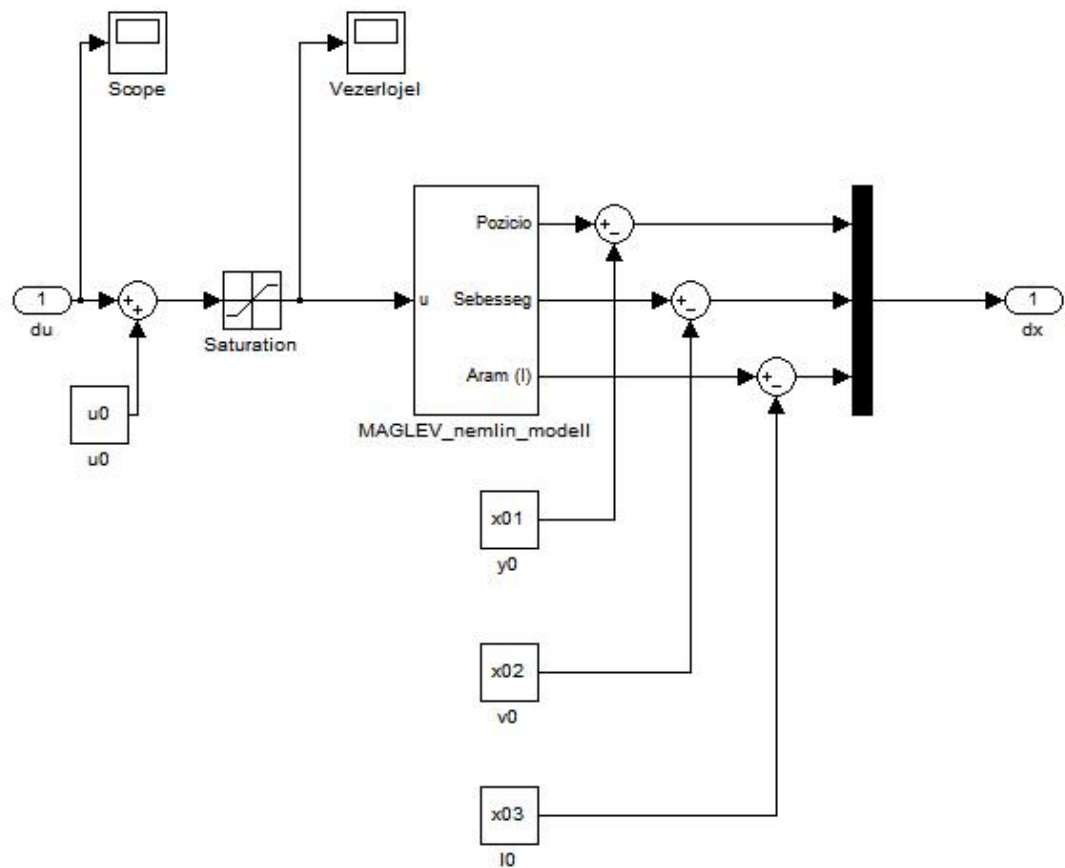 Scope
Vezerlojel
1
du
+
+
u0
u0
Saturation
u
Pozicio
Sebesseg
Aram (I)
MAGLEV_nemlin_modell
+
−
+
−
+
−
1
dx
x01
y0
x02
v0
x03
I0